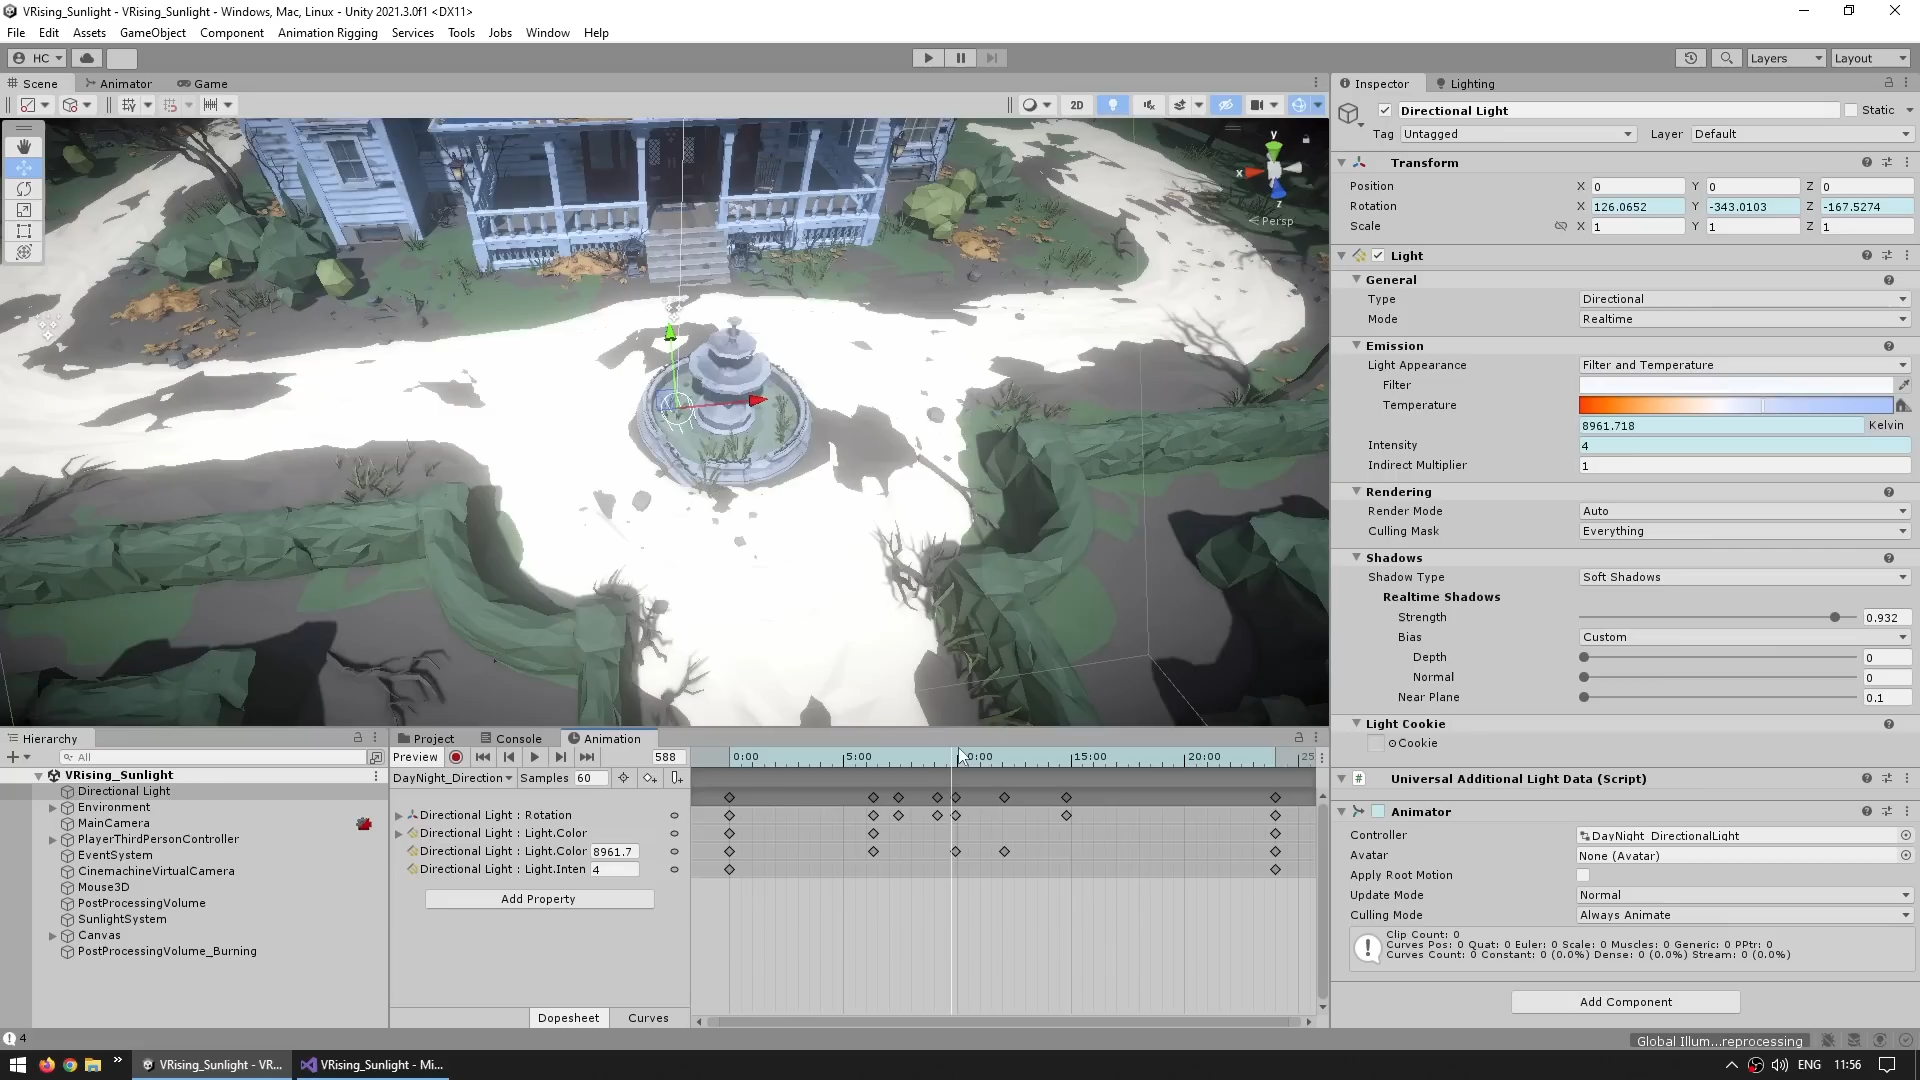 VRising_Sunlight - VRising_Sunlight - Windows, Mac, Linux - Unity 2021.3.0f1 <DX11>
File Edit Assets GameObject Component Animation Rigging Services Tools Jobs Window Help
HC Layers Layout
Scene Animator Game
2D
y
x
z
Persp
Inspector Lighting
Directional Light Static
Tag Untagged Layer Default
Transform
Position X 0 Y 0 Z 0
Rotation X 126.0652 Y -343.0103 Z -167.5274
Scale X 1 Y 1 Z 1
Light
General
Type Directional
Mode Realtime
Emission
Light Appearance Filter and Temperature
Filter
Temperature
8961.718 Kelvin
Intensity 4
Indirect Multiplier 1
Rendering
Render Mode Auto
Culling Mask Everything
Shadows
Shadow Type Soft Shadows
Realtime Shadows
Strength 0.932
Bias Custom
Depth 0
Normal 0
Near Plane 0.1
Light Cookie
Cookie
Universal Additional Light Data (Script)
Animator
Controller DayNight_DirectionalLight
Avatar None (Avatar)
Apply Root Motion
Update Mode Normal
Culling Mode Always Animate
Clip Count: 0
Curves Pos: 0 Quat: 0 Euler: 0 Scale: 0 Muscles: 0 Generic: 0 PPtr: 0
Curves Count: 0 Constant: 0 (0.0%) Dense: 0 (0.0%) Stream: 0 (0.0%)
Add Component
Hierarchy
All
VRising_Sunlight
Directional Light
Environment
MainCamera
PlayerThirdPersonController
EventSystem
CinemachineVirtualCamera
Mouse3D
PostProcessingVolume
SunlightSystem
Canvas
PostProcessingVolume_Burning
Project Console Animation
Preview 588 0:00 5:00 0:00 15:00 20:00 25
DayNight_Direction Samples 60
Directional Light : Rotation
Directional Light : Light.Color
Directional Light : Light.Color 8961.7
Directional Light : Light.Inten 4
Add Property
Dopesheet Curves
4 Global Illum...reprocessing
VRising_Sunlight - VR... VRising_Sunlight - Mi... ENG 11:56